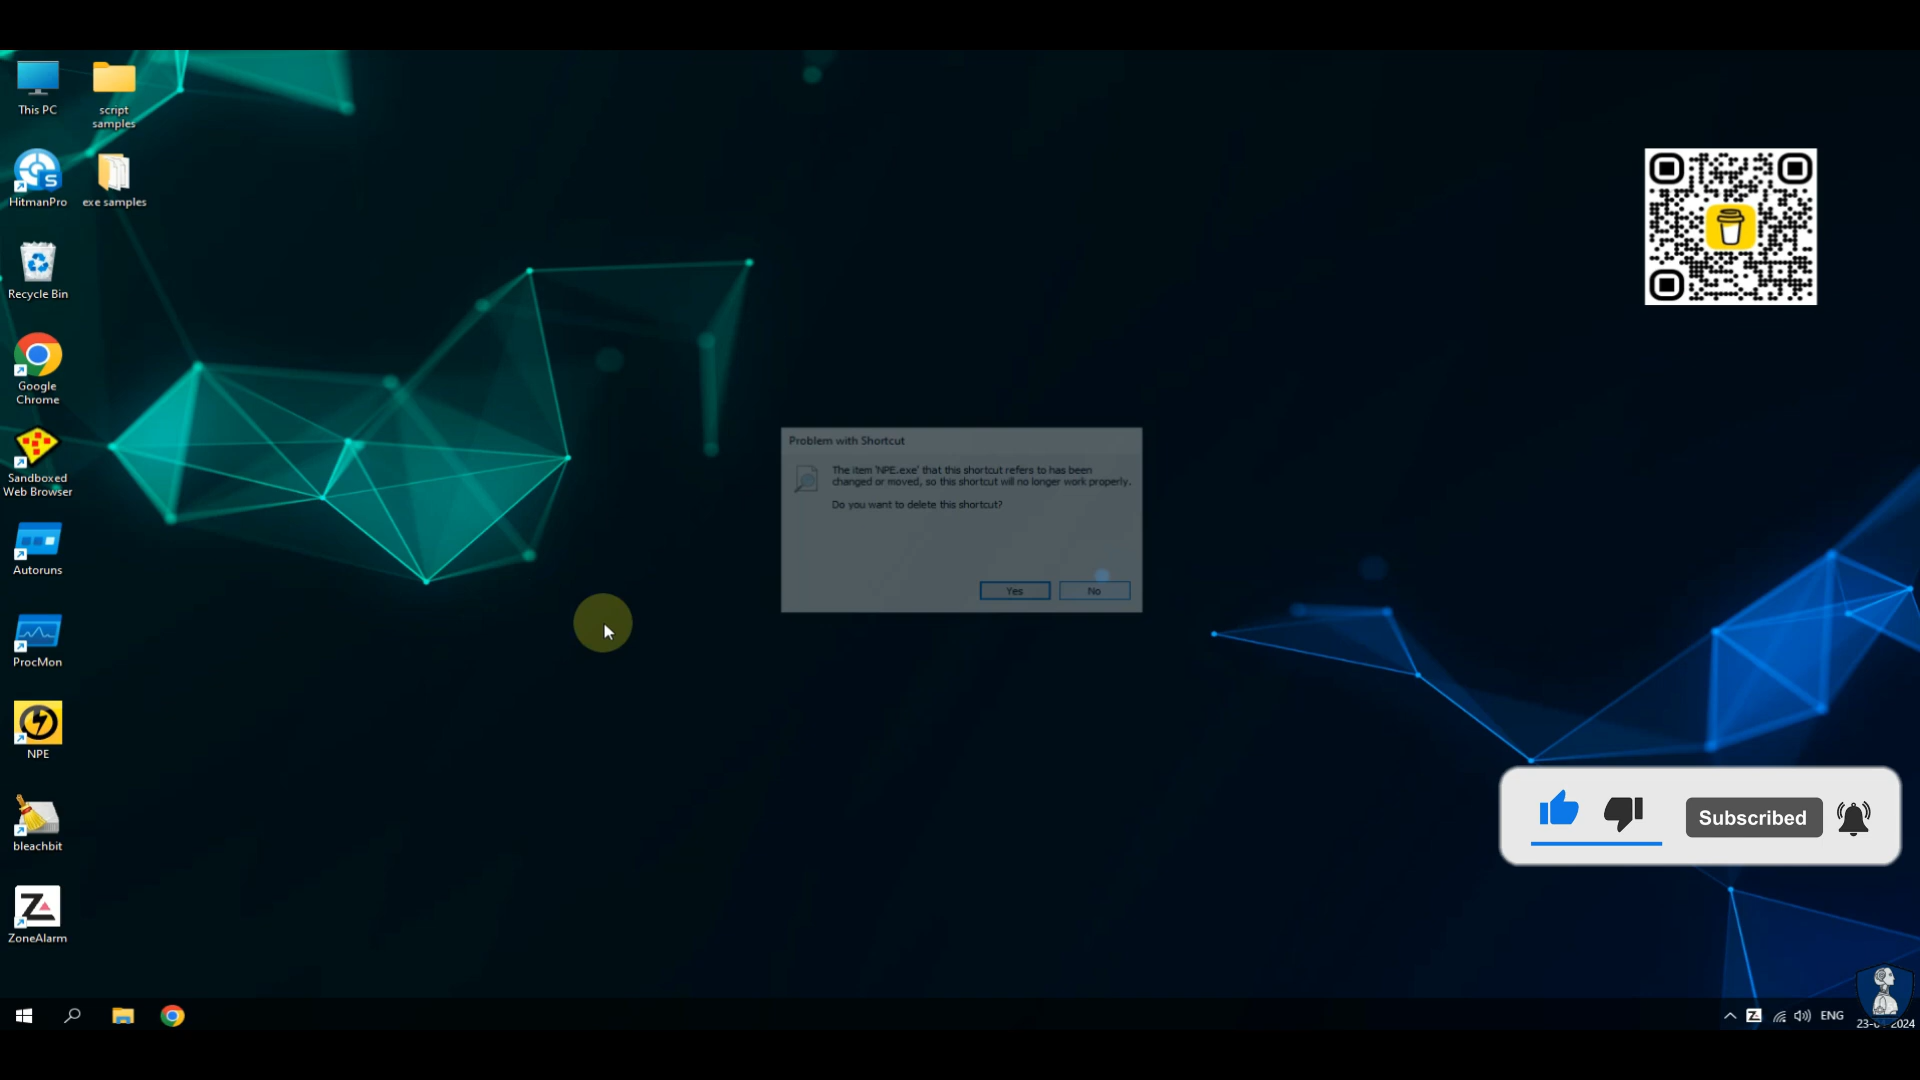 This PC
script
samples
HitmanPro
exe samples
Recycle Bin
Google
Chrome
Sandboxed
Web Browser
Autoruns
ProcMon
NPE
bleachbit
ZoneAlarm
Problem with Shortcut
The item 'NPE.exe' that this shortcut refers to has been
changed or moved, so this shortcut will no longer work properly.
Do you want to delete this shortcut?
Yes
No
Subscribed
ENG